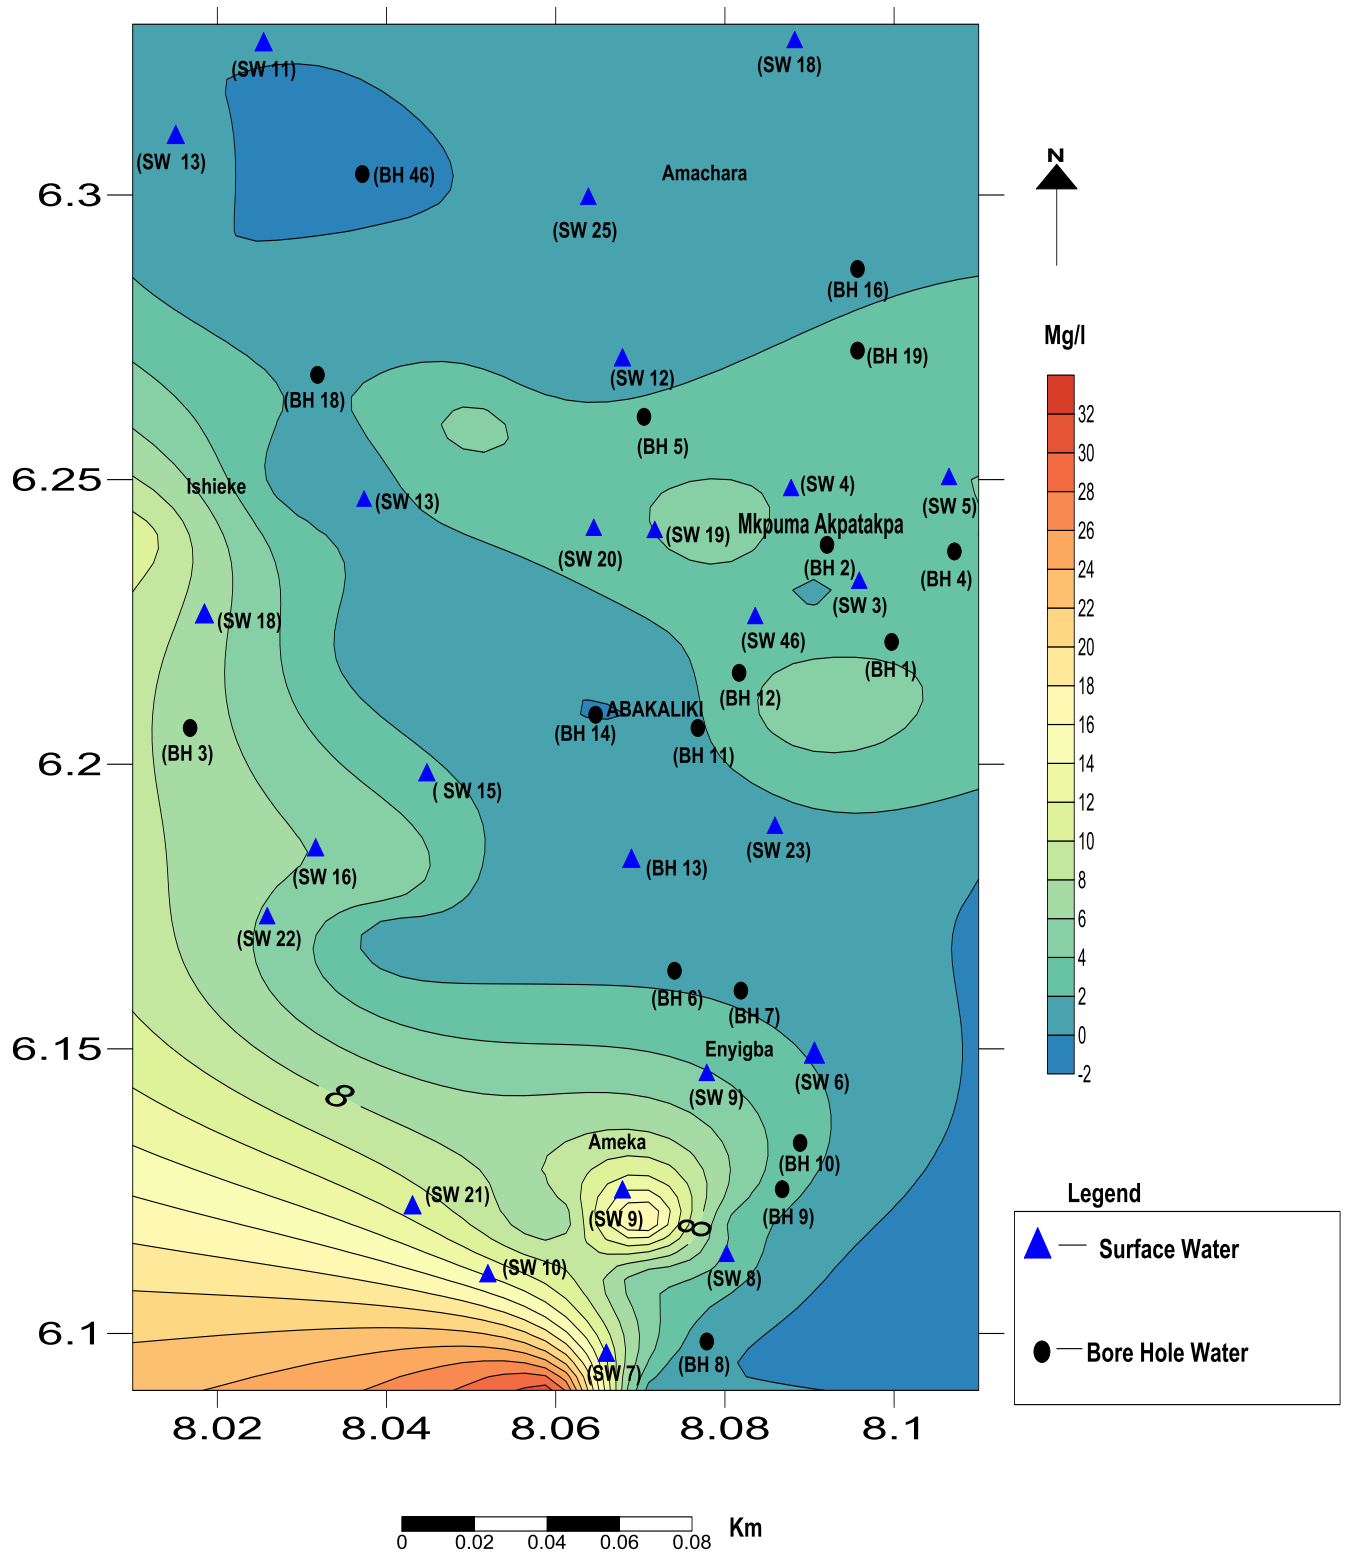 (SW 11)
(SW 18)
(SW  13)
(BH 46)
Amachara
N
6.3
(SW 25)
(BH 16)
Mg/l
(BH 19)
(SW 12)
(BH 18)
32
(BH 5)
30
6.25
Ishieke
(SW 13)
(SW 4)
(SW 5)
28
Mkpuma Akpatakpa
26
(SW 20)
(SW 19)
(BH 2)
(BH 4)
24
(SW 3)
22
(SW 18)
(SW 46)
20
(BH 1)
18
(BH 12)
ABAKALIKI
16
(BH 14)
(BH 3)
(BH 11)
6.2
14
( SW 15)
12
(SW 23)
10
(SW 16)
(BH 13)
8
6
(SW 22)
4
(BH 6)
2
(BH 7)
0
6.15
Enyigba
-2
(SW 6)
(SW 9)
8
Ameka
(BH 10)
(SW 21)
Legend
(SW 9)
8
(BH 9)
Surface Water
(SW 10)
(SW 8)
6.1
(SW 7)
(BH 8)
Bore Hole Water
8.02
8.04
8.06
8.08
8.1
Km
0
0.02
0.04
0.06
0.08